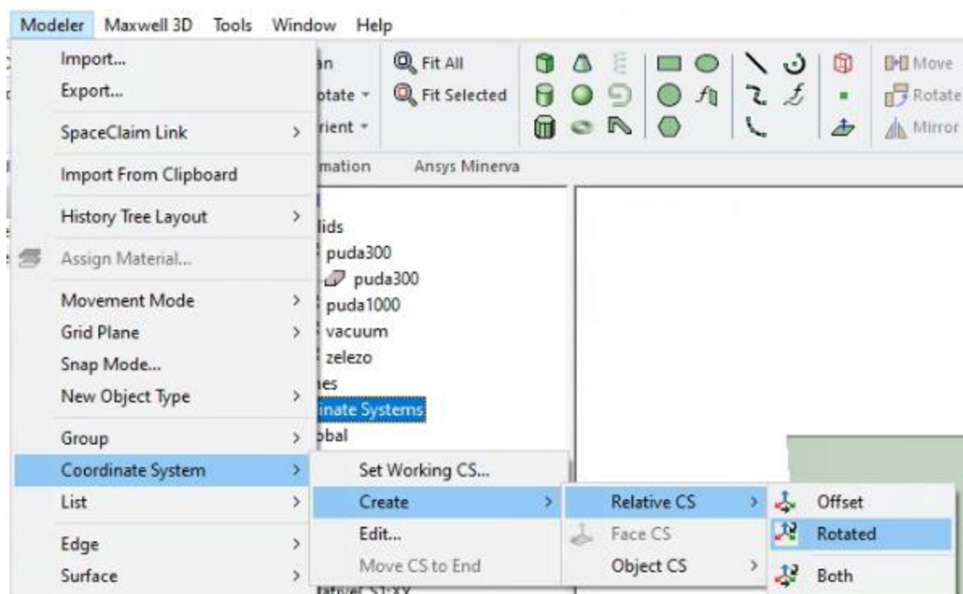 Modeler Maxwell 3D Tools Window Help
Import...
Export...
SpaceClaim Link
Import From Clipboard
History Tree Layout
Assign Material...
Movement Mode
Grid Plane
Snap Mode...
New Object Type
Group
Coordinate System
List
Edge
Surface
Fit All
Fit Selected
Move
Rotate
Mirror
Ansys Minerva
puda300
puda300
puda1000
vacuum
zelezo
Systems
Set Working CS...
Create
Edit...
Move CS to End
Relative CS
Face CS
Object CS
Offset
Rotated
Both